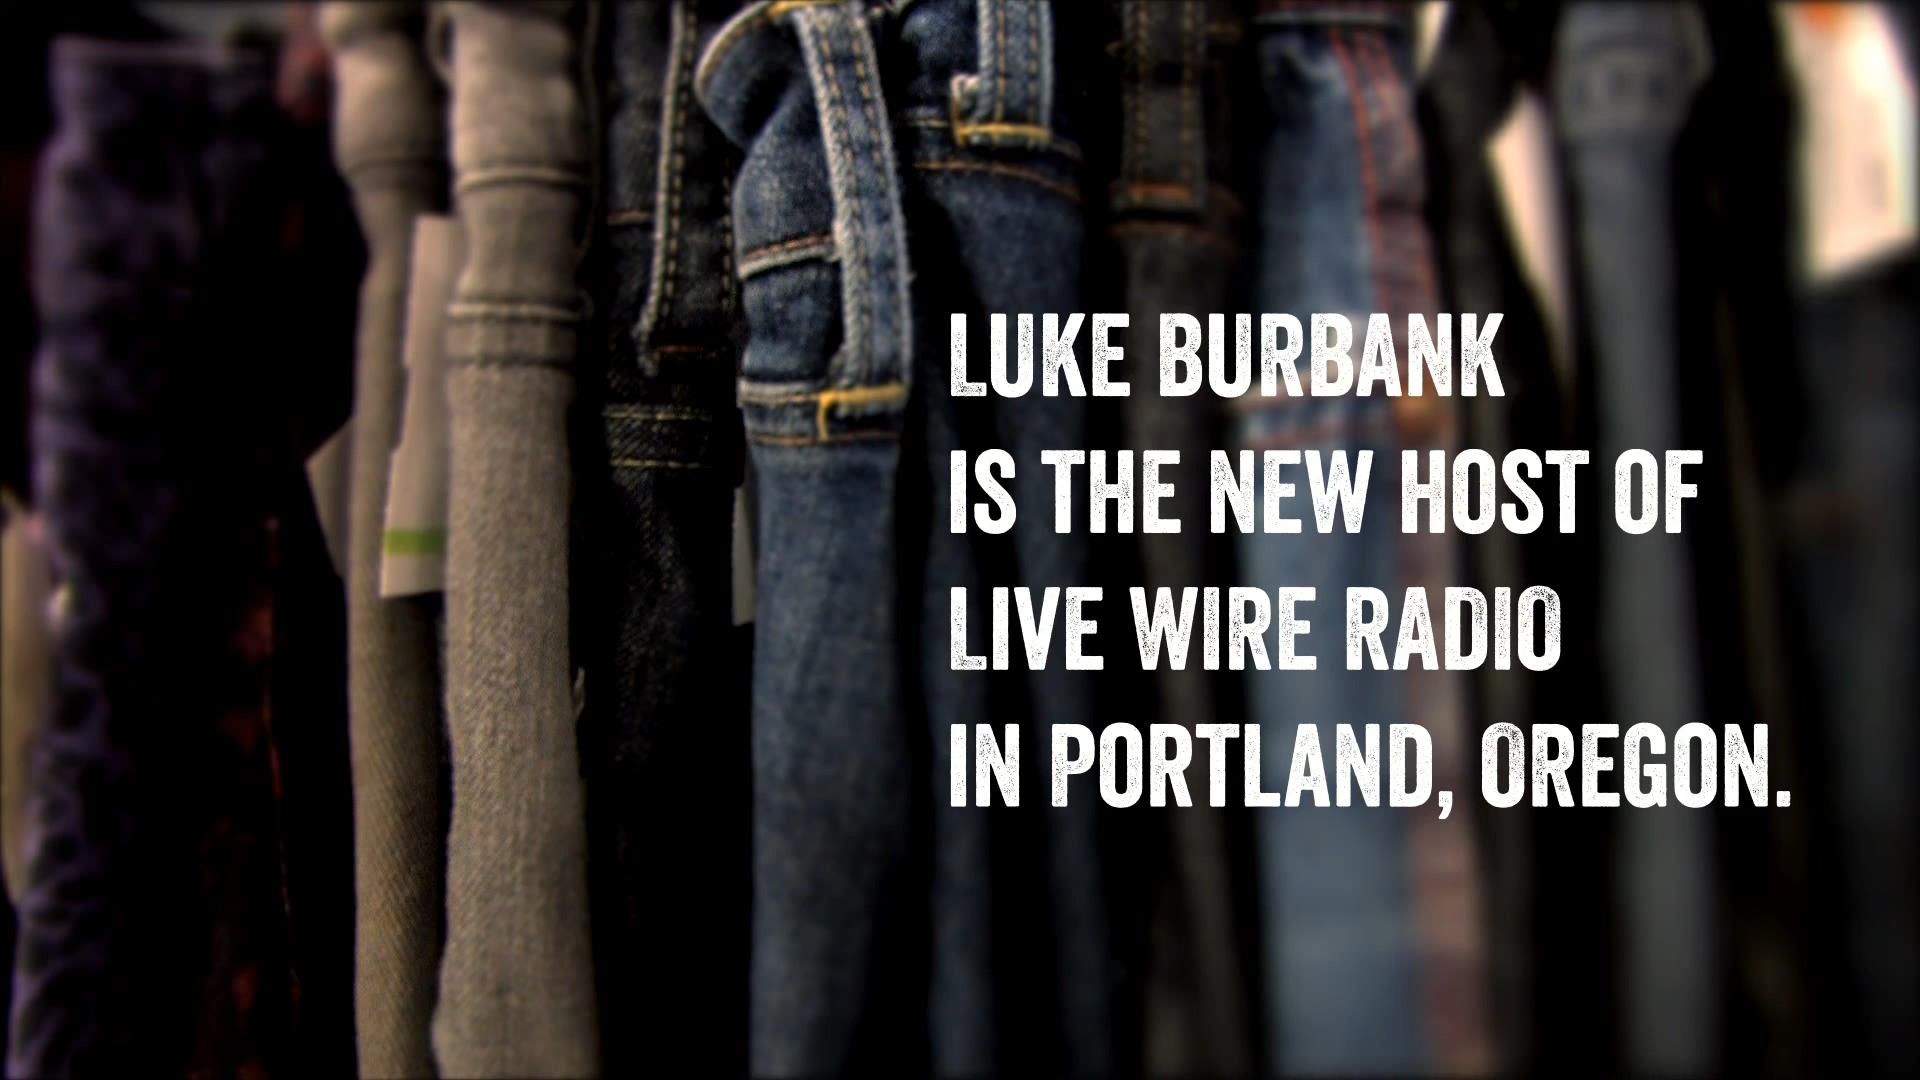 LUKE BURBANK
IS THE NEW HOST OF
LIVE WIRE RADIO
IN PORTLAND, OREGON.